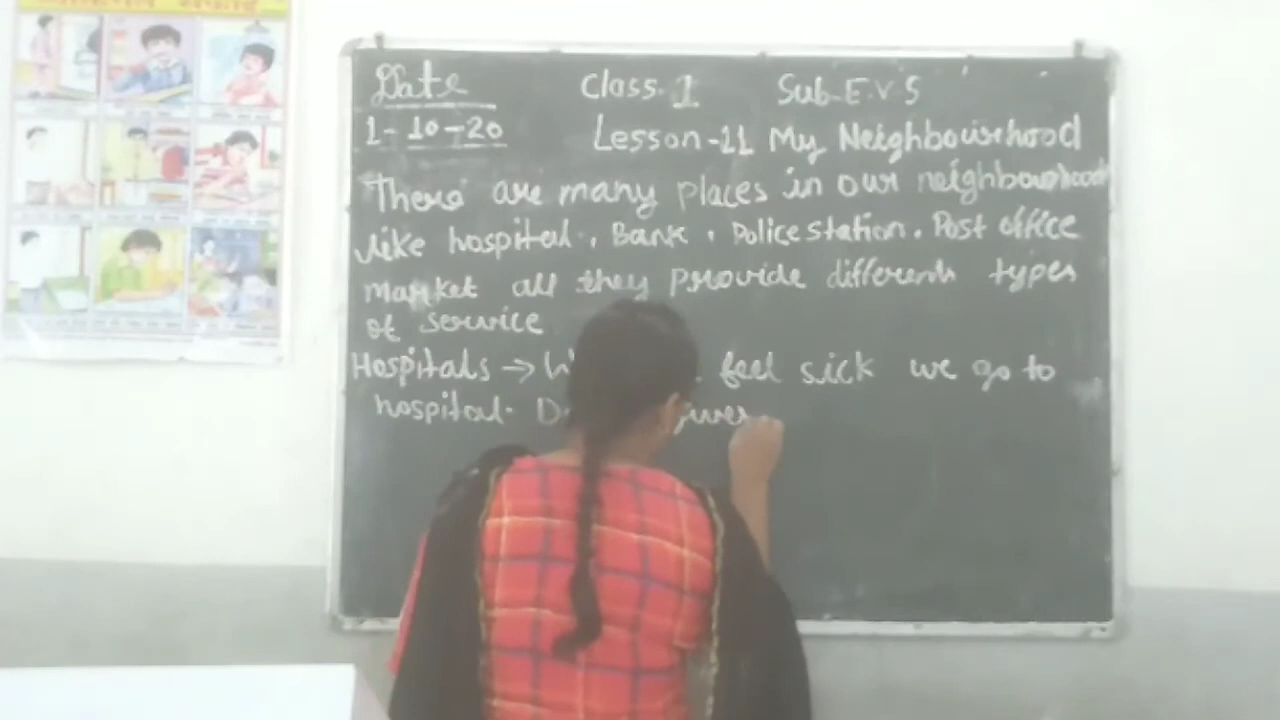 Date Class. 1 Sub-E.V.S
1-10-20 Lesson-11 My Neighbourhood
There are many places in our neighbourhood
like hospital, Bank, Police station. Post office
market all they provide different types
of service
Hospitals → feel sick we go to
hospital.